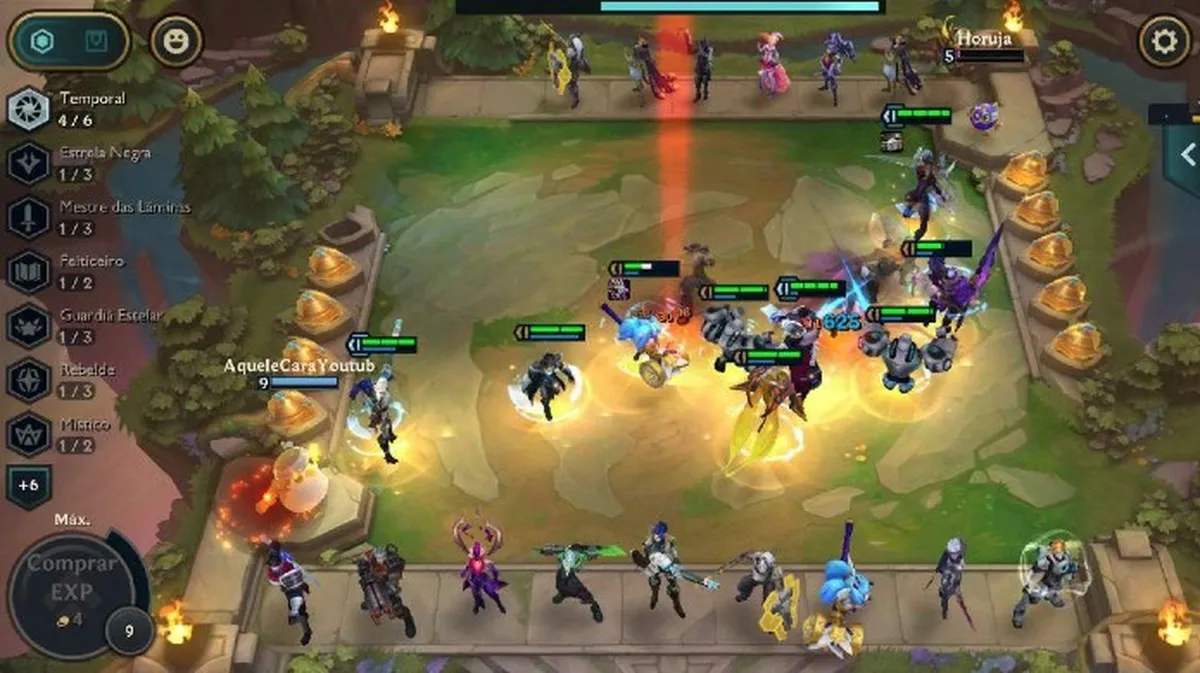 Horuja
5
Temporal
4 / 6
Estrela Negra
1 / 3
Mestre das Lâminas
1 / 3
Feiticeiro
1 / 2
Guardiã Estelar
1 / 3
625
AqueleCaraYoutub
9
Rebelde
1 / 3
Místico
1 / 2
+6
Máx.
Comprar
EXP
4
9